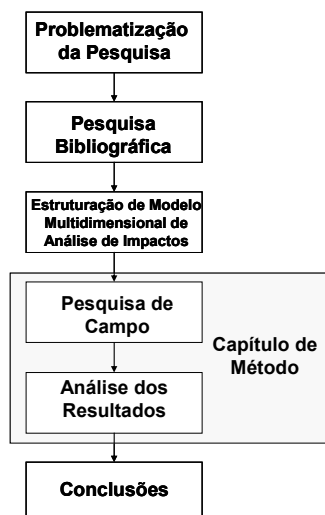 Problematização
da Pesquisa
Pesquisa
Bibliográfica
Estruturação de Modelo
Multidimensional de
Análise de Impactos
Pesquisa de
Campo
Capítulo de
Método
Análise dos
Resultados
Conclusões